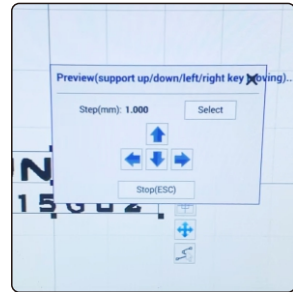 Preview(support up/down/left/right key moving)..
Step(mm): 1.000 Select
Stop(ESC)